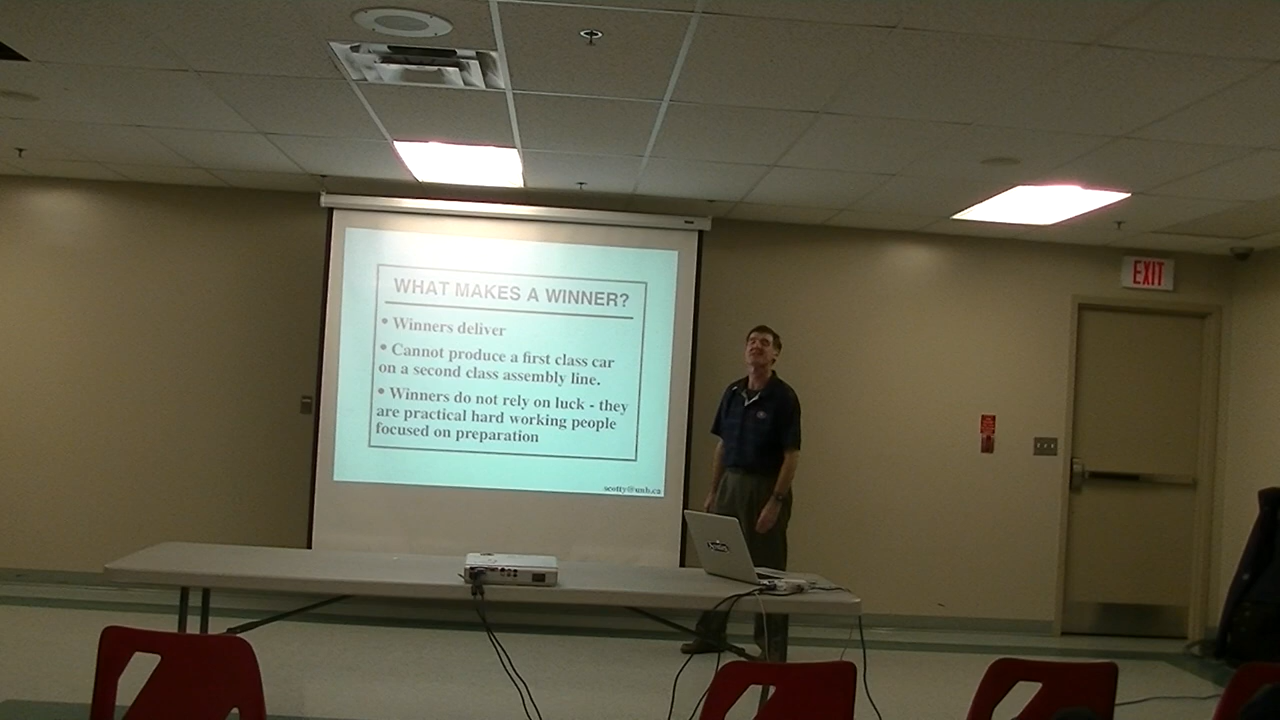 WHAT MAKES A WINNER?
• Winners deliver
• Cannot produce a first class car
on a second class assembly line.
• Winners do not rely on luck - they
are practical hard working people
focused on preparation
scotty@unb.ca
EXIT